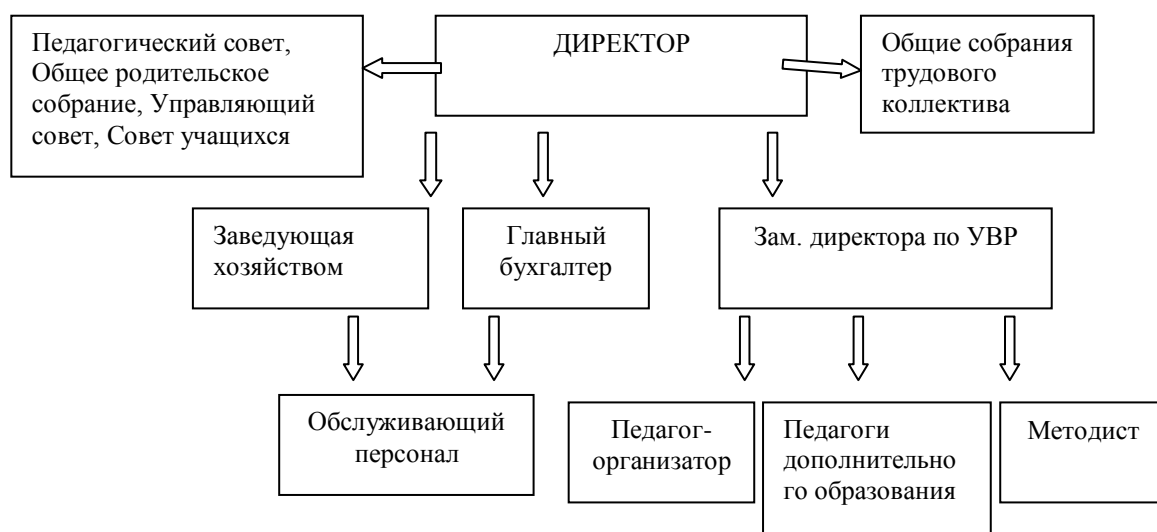 Педагогический совет,
Общее родительское
собрание, Управляющий
совет, Совет учащихся
ДИРЕКТОР
Общие собрания
трудового
коллектива
Заведующая
хозяйством
Главный
бухгалтер
Зам. директора по УВР
Обслуживающий
персонал
Педагог-
организатор
Педагоги
дополнительно
го образования
Методист